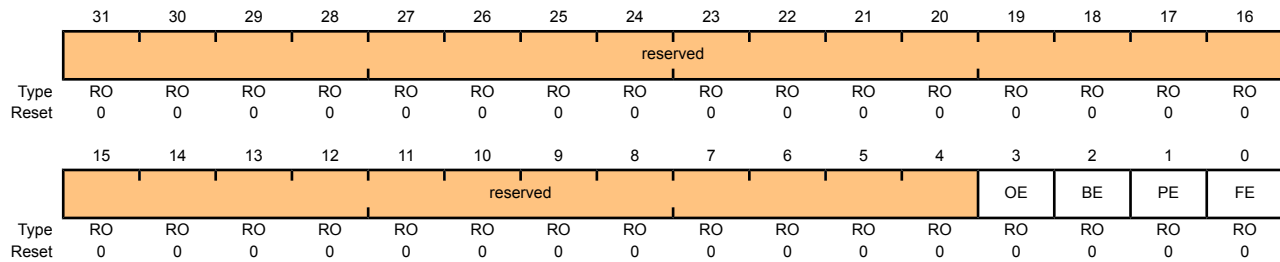 31 30 29 28 27 26 25 24 23 22 21 20 19 18 17 16
reserved
Type RO RO RO RO RO RO RO RO RO RO RO RO RO RO RO RO
Reset 0 0 0 0 0 0 0 0 0 0 0 0 0 0 0 0
15 14 13 12 11 10 9 8 7 6 5 4 3 2 1 0
reserved OE BE PE FE
Type RO RO RO RO RO RO RO RO RO RO RO RO RO RO RO RO
Reset 0 0 0 0 0 0 0 0 0 0 0 0 0 0 0 0